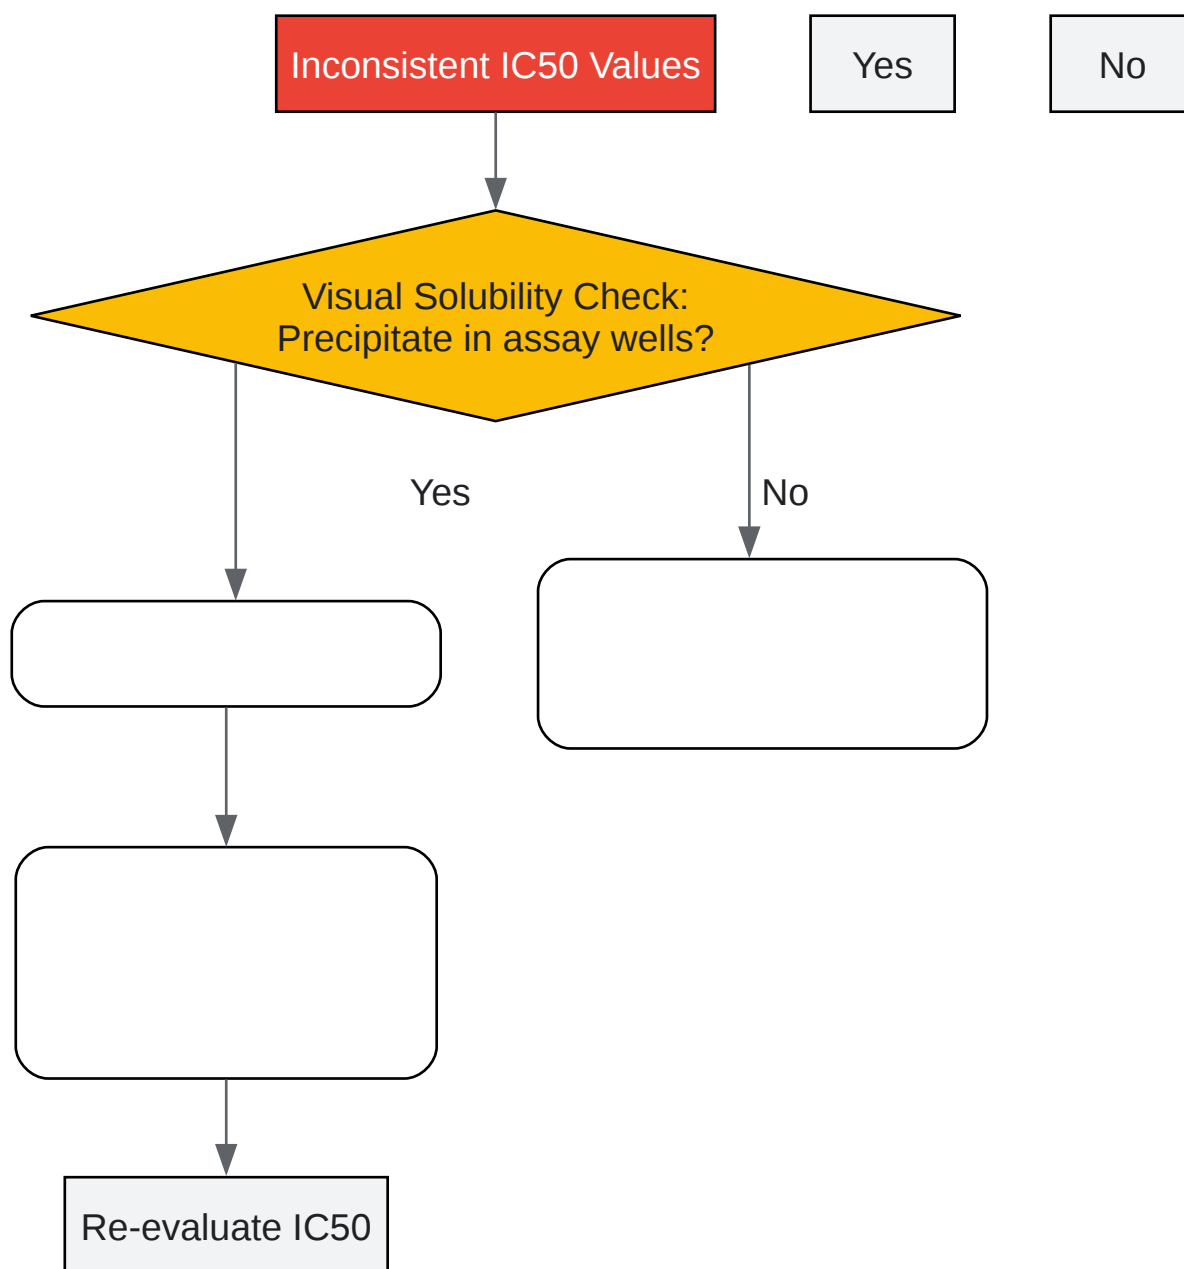 Inconsistent IC50 Values
Yes
No
Visual Solubility Check:
Precipitate in assay wells?
Yes
No
Re-evaluate IC50